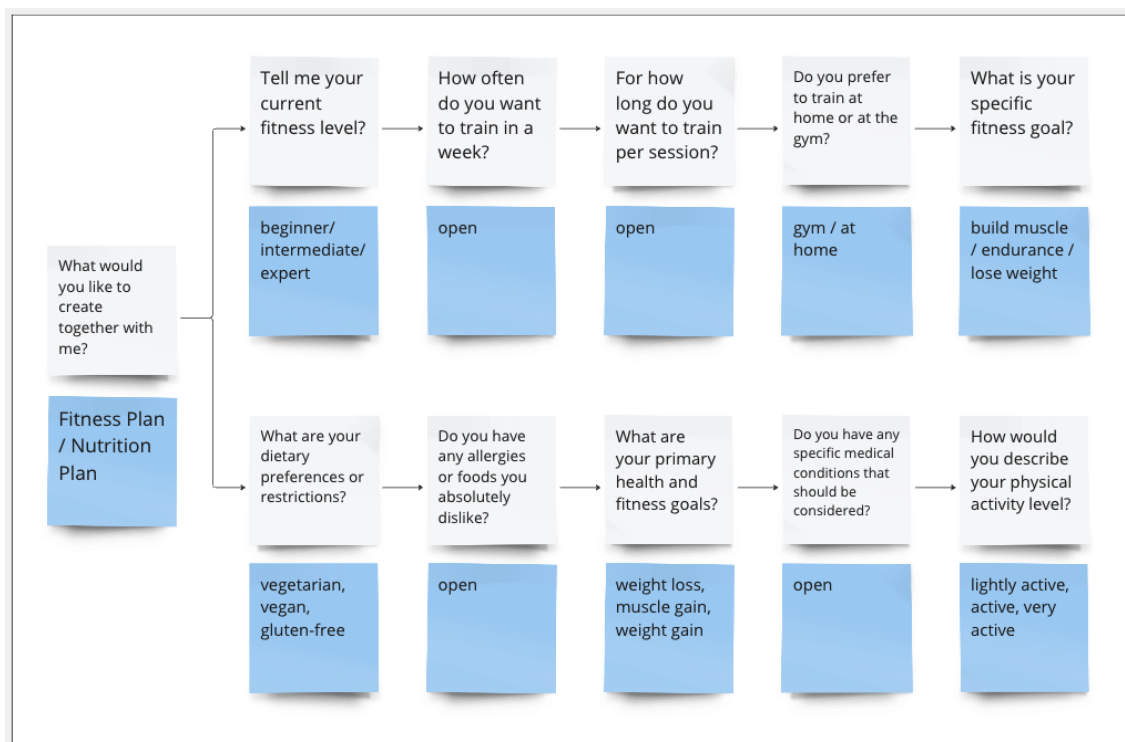 Tell me your
current
fitness level?
How often
do you want
to train in a
week?
For how
long do you
want to train
per session?
Do you prefer
to train at
home or at the
gym?
What is your
specific
fitness goal?
beginner/
intermediate/
expert
open
open
gym / at
home
build muscle
/ endurance /
lose weight
What would
you like to
create
together with
me?
Fitness Plan
/ Nutrition
Plan
What are your
dietary
preferences or
restrictions?
Do you have
any allergies
or foods you
absolutely
dislike?
What are
your primary
health and
fitness goals?
Do you have any
specific medical
conditions that
should be
considered?
How would
you describe
your physical
activity level?
vegetarian,
vegan,
gluten-free
open
weight loss,
muscle gain,
weight gain
open
lightly active,
active, very
active